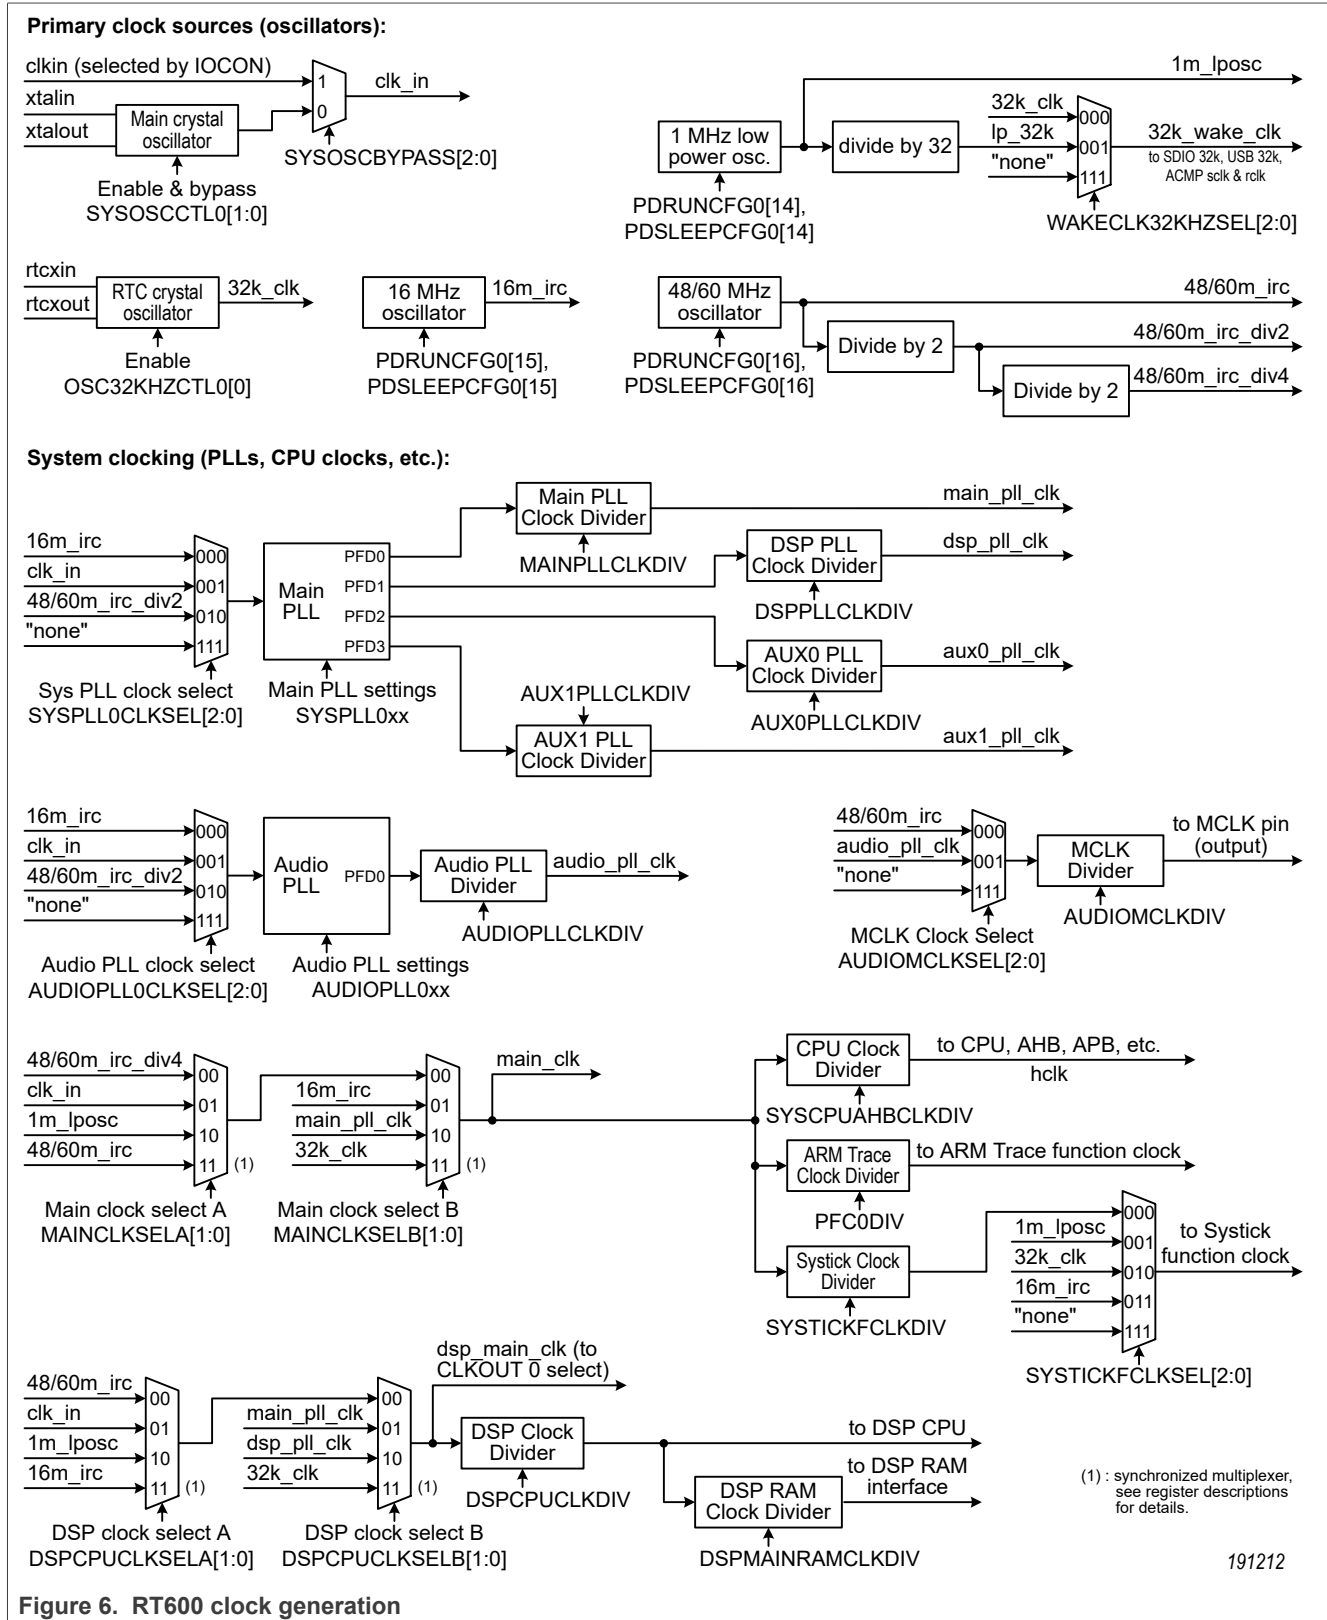 Primary clock sources (oscillators):
clkin (selected by IOCON)
xtalin
xtalout
Main crystal
oscillator
1
0
clk_in
SYSOSCBYPASS[2:0]
Enable & bypass
SYSOSCCTL0[1:0]
1 MHz low
power osc.
PDRUNCFG0[14],
PDSLEEPCFG0[14]
divide by 32
1m_lposc
32k_clk
lp_32k
"none"
000
001
111
32k_wake_clk
to SDIO 32k, USB 32k,
ACMP sclk & rclk
WAKECLK32KHZSEL[2:0]
rtcxin
rtcxout
RTC crystal
oscillator
32k_clk
Enable
OSC32KHZCTL0[0]
16 MHz
oscillator
16m_irc
PDRUNCFG0[15],
PDSLEEPCFG0[15]
48/60 MHz
oscillator
PDRUNCFG0[16],
PDSLEEPCFG0[16]
48/60m_irc
Divide by 2
48/60m_irc_div2
Divide by 2
48/60m_irc_div4
System clocking (PLLs, CPU clocks, etc.):
16m_irc
clk_in
48/60m_irc_div2
"none"
000
001
010
111
Sys PLL clock select
SYSPLL0CLKSEL[2:0]
Main
PLL
PFD0
PFD1
PFD2
PFD3
Main PLL settings
SYSPLL0xx
Main PLL
Clock Divider
MAINPLLCLKDIV
main_pll_clk
DSP PLL
Clock Divider
DSPPLLCLKDIV
dsp_pll_clk
AUX0 PLL
Clock Divider
AUX0PLLCLKDIV
aux0_pll_clk
AUX1PLLCLKDIV
AUX1 PLL
Clock Divider
aux1_pll_clk
16m_irc
clk_in
48/60m_irc_div2
"none"
000
001
010
111
Audio PLL clock select
AUDIOPLL0CLKSEL[2:0]
Audio
PLL
PFD0
Audio PLL settings
AUDIOPLL0xx
Audio PLL
Divider
AUDIOPLLCLKDIV
audio_pll_clk
48/60m_irc
audio_pll_clk
"none"
000
001
111
MCLK Clock Select
AUDIOMCLKSEL[2:0]
MCLK
Divider
AUDIOMCLKDIV
to MCLK pin
(output)
48/60m_irc_div4
clk_in
1m_lposc
48/60m_irc
00
01
10
11
(1)
Main clock select A
MAINCLKSELA[1:0]
16m_irc
main_pll_clk
32k_clk
00
01
10
11
(1)
Main clock select B
MAINCLKSELB[1:0]
main_clk
CPU Clock
Divider
SYSCPUAHBCLKDIV
to CPU, AHB, APB, etc.
hclk
ARM Trace
Clock Divider
PFC0DIV
to ARM Trace function clock
Systick Clock
Divider
SYSTICKFCLKDIV
1m_lposc
32k_clk
16m_irc
"none"
000
001
010
011
111
to Systick
function clock
SYSTICKFCLKSEL[2:0]
48/60m_irc
clk_in
1m_lposc
16m_irc
00
01
10
11
(1)
DSP clock select A
DSPCPUCLKSELA[1:0]
main_pll_clk
dsp_pll_clk
32k_clk
00
01
10
11
(1)
DSP clock select B
DSPCPUCLKSELB[1:0]
dsp_main_clk (to
CLKOUT 0 select)
DSP Clock
Divider
DSPCPUCLKDIV
to DSP CPU
DSP RAM
Clock Divider
DSPMAINRAMCLKDIV
to DSP RAM
interface
(1) : synchronized multiplexer,
see register descriptions
for details.
191212
Figure 6. RT600 clock generation